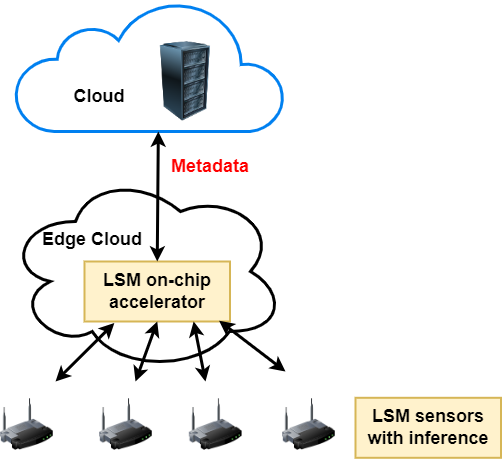 Cloud
Metadata
Edge Cloud
LSM on-chip
accelerator
LSM sensors
with inference